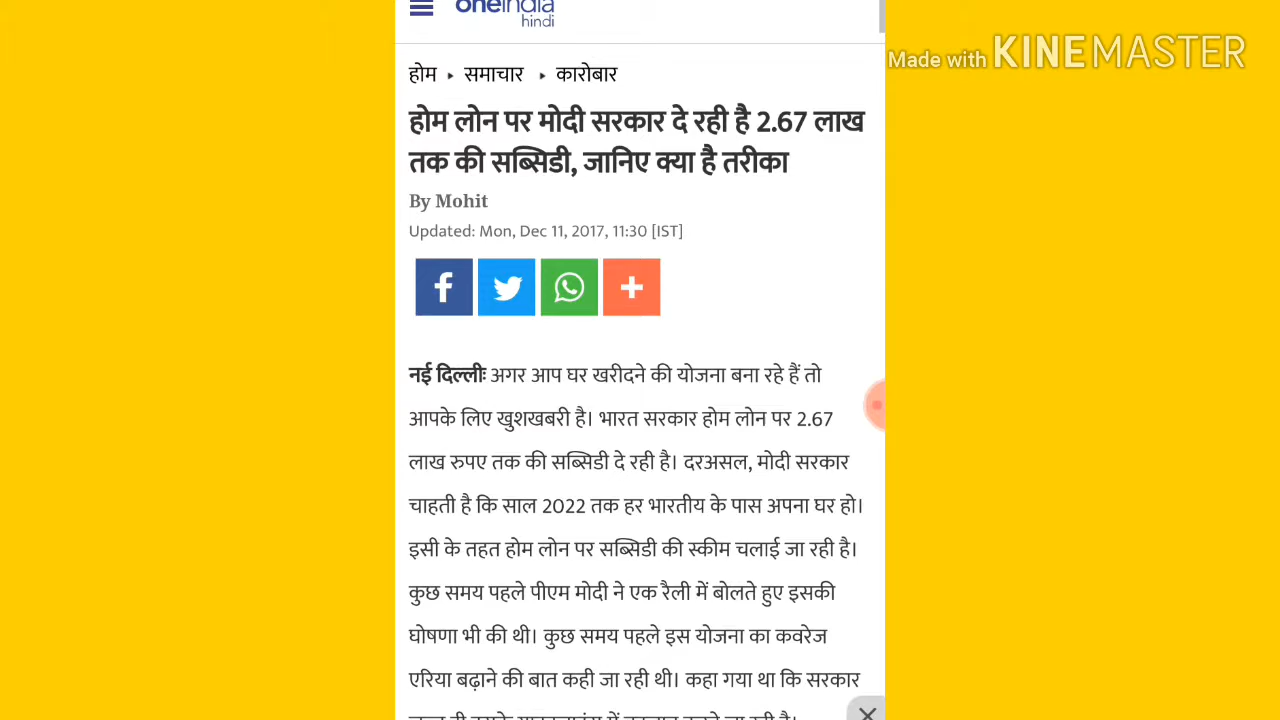 oneindia
hindi
Made with KINEMASTER
होम ▸ समाचार ▸ कारोबार
होम लोन पर मोदी सरकार दे रही है 2.67 लाख
तक की सब्सिडी, जानिए क्या है तरीका
By Mohit
Updated: Mon, Dec 11, 2017, 11:30 [IST]
नई दिल्लीः अगर आप घर खरीदने की योजना बना रहे हैं तो
आपके लिए खुशखबरी है। भारत सरकार होम लोन पर 2.67
लाख रुपए तक की सब्सिडी दे रही है। दरअसल, मोदी सरकार
चाहती है कि साल 2022 तक हर भारतीय के पास अपना घर हो।
इसी के तहत होम लोन पर सब्सिडी की स्कीम चलाई जा रही है।
कुछ समय पहले पीएम मोदी ने एक रैली में बोलते हुए इसकी
घोषणा भी की थी। कुछ समय पहले इस योजना का कवरेज
एरिया बढ़ाने की बात कही जा रही थी। कहा गया था कि सरकार